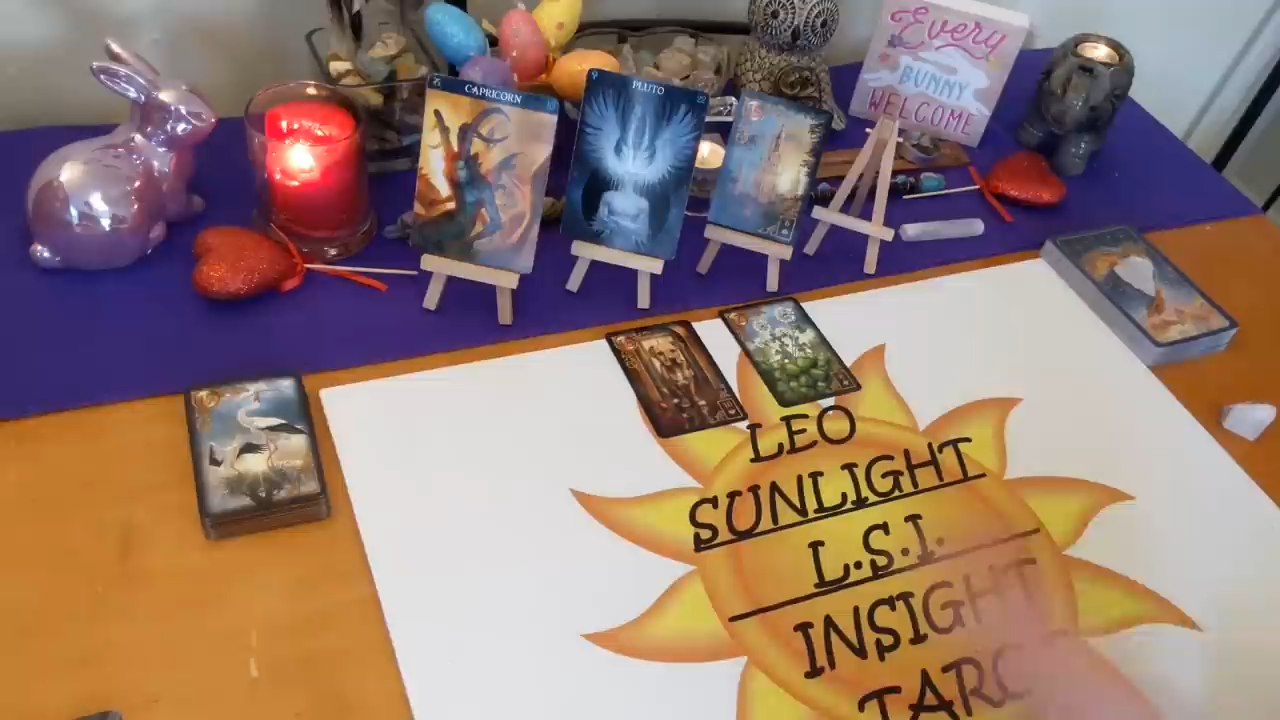 CAPRICORN
PLUTO
Every
BUNNY
WELCOME
LEO
SUNLIGHT
L.S.I.
INSIGHT